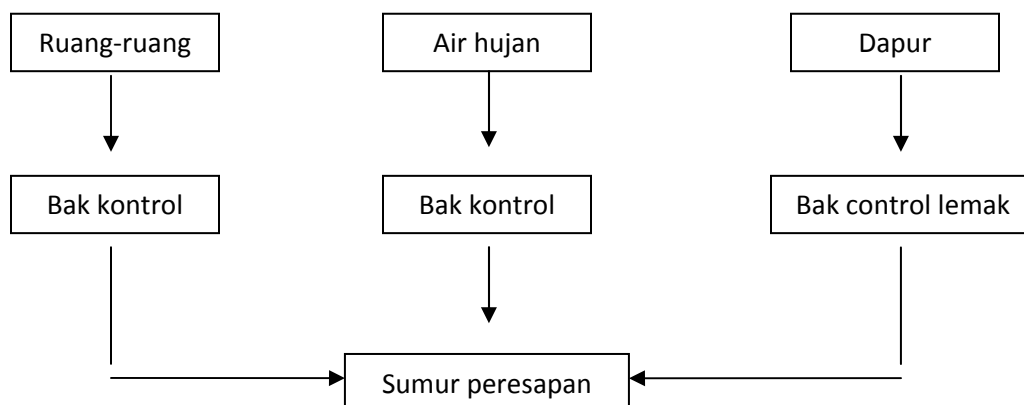 Ruang-ruang
Air hujan
Dapur
Bak kontrol
Bak kontrol
Bak control lemak
Sumur peresapan